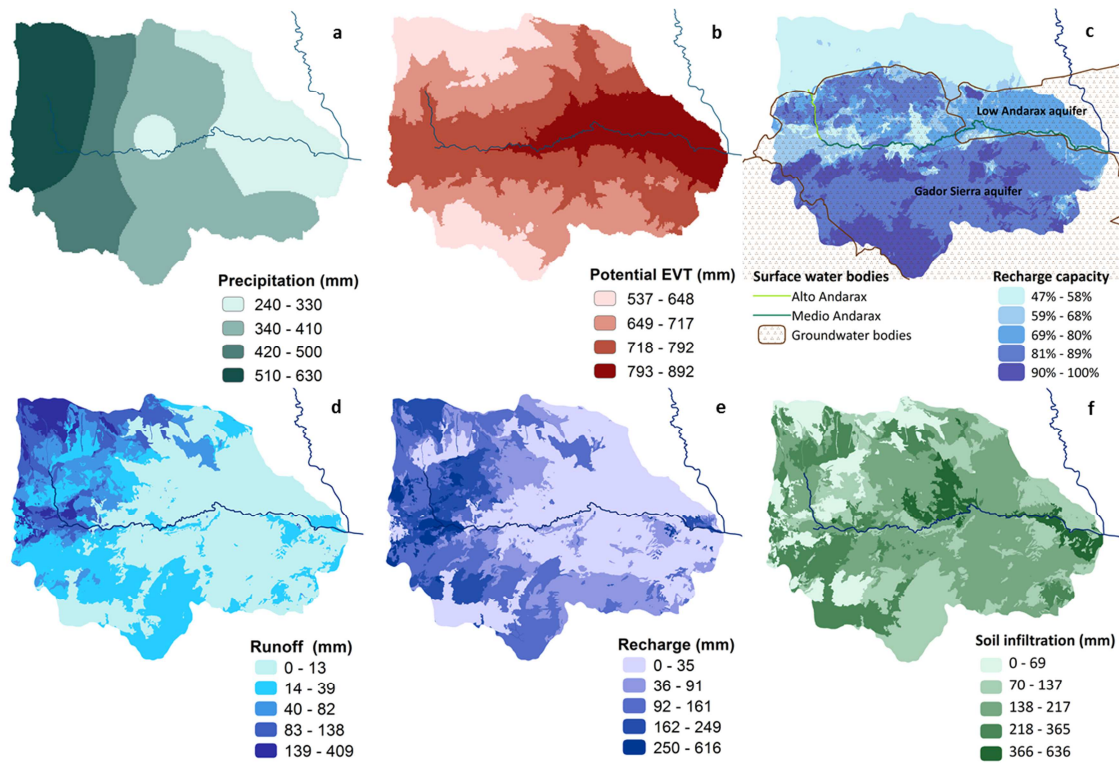 a
Precipitation (mm)
240 - 330
340 - 410
420 - 500
510 - 630
b
Potential EVT (mm)
537 - 648
649 - 717
718 - 792
793 - 892
c
Low Andarax aquifer
Gador Sierra aquifer
Surface water bodies
Alto Andarax
Medio Andarax
Groundwater bodies
Recharge capacity
47% - 58%
59% - 68%
69% - 80%
81% - 89%
90% - 100%
d
Runoff (mm)
0 - 13
14 - 39
40 - 82
83 - 138
139 - 409
e
Recharge (mm)
0 - 35
36 - 91
92 - 161
162 - 249
250 - 616
f
Soil infiltration (mm)
0 - 69
70 - 137
138 - 217
218 - 365
366 - 636